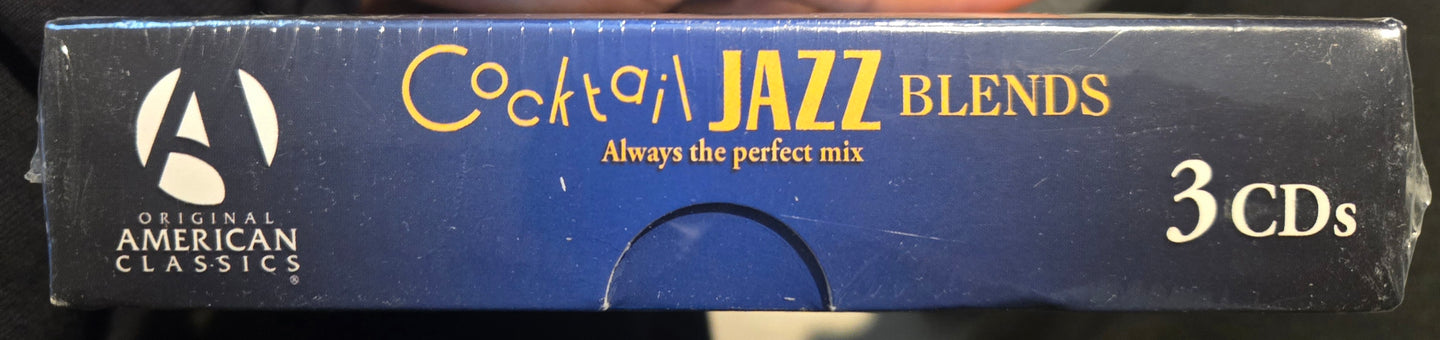 Cocktail JAZZ BLENDS
Always the perfect mix
ORIGINAL
AMERICAN
CLASSICS
®
3 CDs